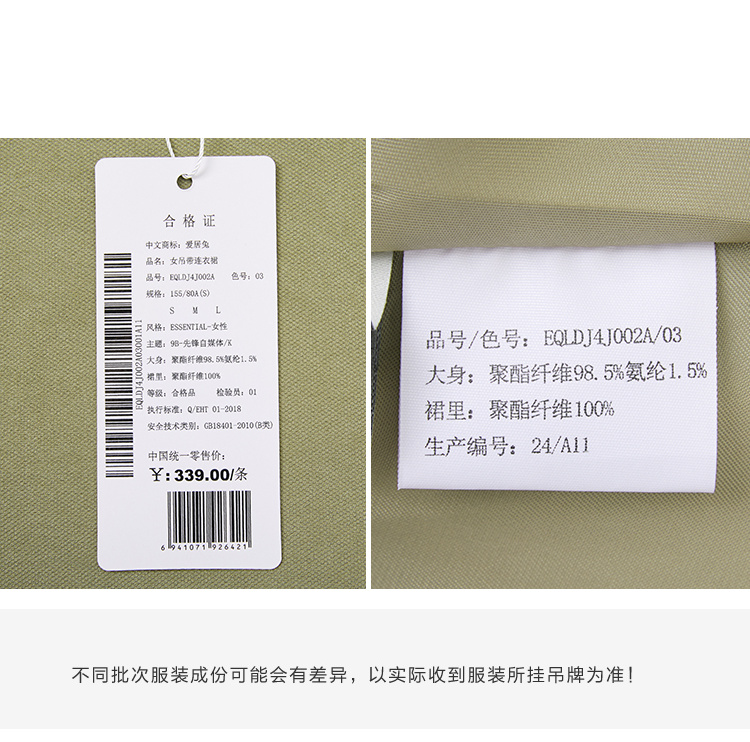 合格证
中文商标: 爱居兔
品名: 女吊带连衣裙
品号: EQLDJ4J002A 色号: 03
规格: 155/80A(S)
S M L
风格: ESSENTIAL-女性
主题: 9B-先锋自媒体/K
大身: 聚酯纤维98.5%氨纶1.5%
裙里: 聚酯纤维100%
等级: 合格品 检验员: 01
执行标准: Q/EHT 01-2018
安全技术类别: GB18401-2010(B类)
中国统一零售价:
¥: 339.00/条
6 941071 926421
EQLDJ4J002A03001A11
品号/色号: EQLDJ4J002A/03
大身: 聚酯纤维98.5%氨纶1.5%
裙里: 聚酯纤维100%
生产编号: 24/A11
不同批次服装成份可能会有差异，以实际收到服装所挂吊牌为准！